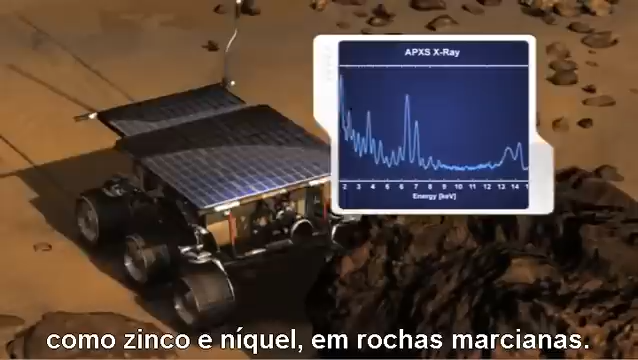 APXS X-Ray
2 3 4 5 6 7 8 9 10 11 12 13 14 1
Energy [keV]
como zinco e níquel, em rochas marcianas.